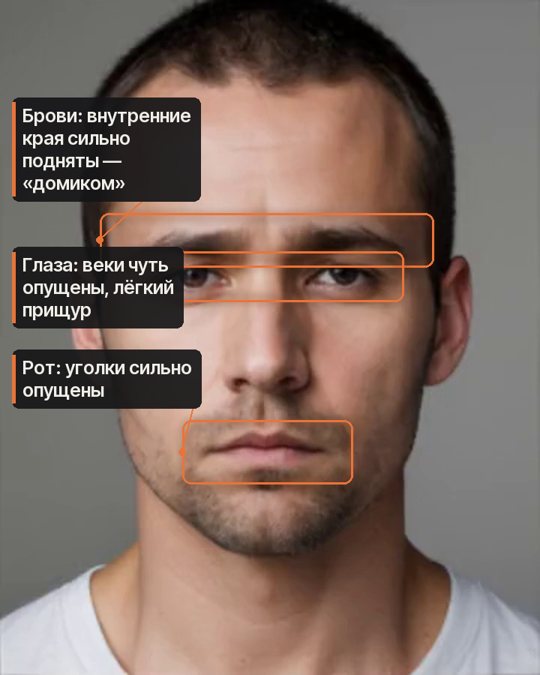 Брови: внутренние
края сильно
подняты —
«домиком»
Глаза: веки чуть
опущены, лёгкий
прищур
Рот: уголки сильно
опущены